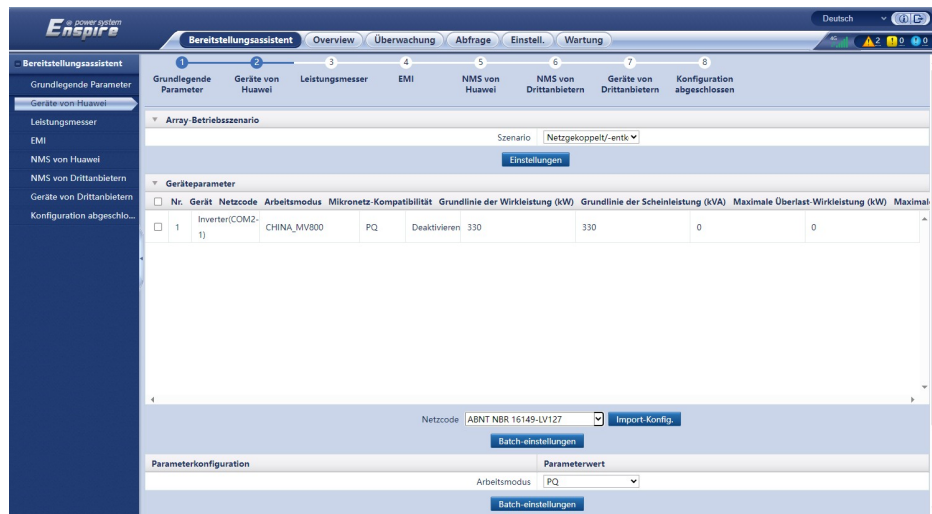 Enspire
power system
Deutsch
Bereitstellungsassistent Overview Überwachung Abfrage Einstell. Wartung
4G 2 0 0
Bereitstellungsassistent
Grundlegende Parameter
Geräte von Huawei
Leistungsmesser
EMI
NMS von Huawei
NMS von Drittanbietern
Geräte von Drittanbietern
Konfiguration abgeschlo...
1 2 3 4 5 6 7 8
Grundlegende Parameter
Geräte von Huawei
Leistungsmesser
EMI
NMS von Huawei
NMS von Drittanbietern
Geräte von Drittanbietern
Konfiguration abgeschlossen
Array-Betriebsszenario
Szenario Netzgekoppelt/-entk
Einstellungen
Geräteparameter
Nr. Gerät Netzcode Arbeitsmodus Mikronetz-Kompatibilität Grundlinie der Wirkleistung (kW) Grundlinie der Scheinleistung (kVA) Maximale Überlast-Wirkleistung (kW) Maximal
1 Inverter(COM2-1) CHINA_MV800 PQ Deaktivieren 330 330 0 0
Netzcode ABNT NBR 16149-LV127 Import-Konfig.
Batch-einstellungen
Parameterkonfiguration Parameterwert
Arbeitsmodus PQ
Batch-einstellungen